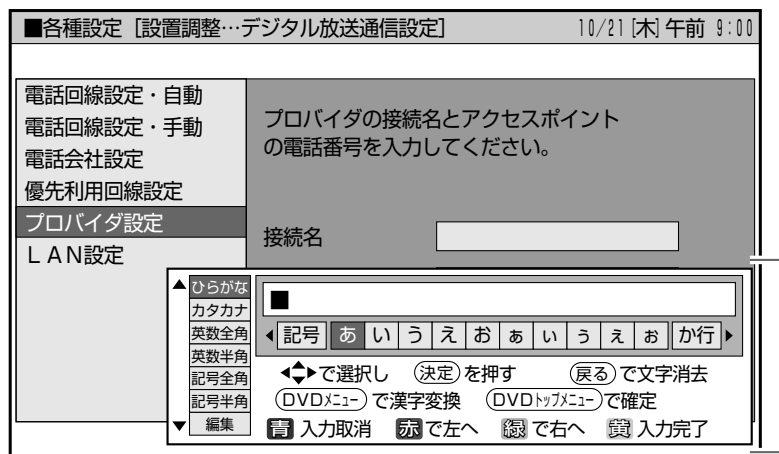 ■各種設定［設置調整…デジタル放送通信設定］ 10/21[木]午前 9:00
電話回線設定・自動
電話回線設定・手動
電話会社設定
優先利用回線設定
プロバイダ設定
ＬＡＮ設定
プロバイダの接続名とアクセスポイント
の電話番号を入力してください。
接続名
▲ ひらがな
カタカナ
英数全角
英数半角
記号全角
記号半角
▼ 編集
■
◀ 記号 あ い う え お ぁ ぃ ぅ ぇ ぉ か行 ▶
で選択し 決定 を押す 戻る で文字消去
DVDﾒﾆｭｰ で漢字変換 DVDﾄｯﾌﾟﾒﾆｭｰ で確定
青 入力取消 赤 で左へ 緑 で右へ 黄 入力完了